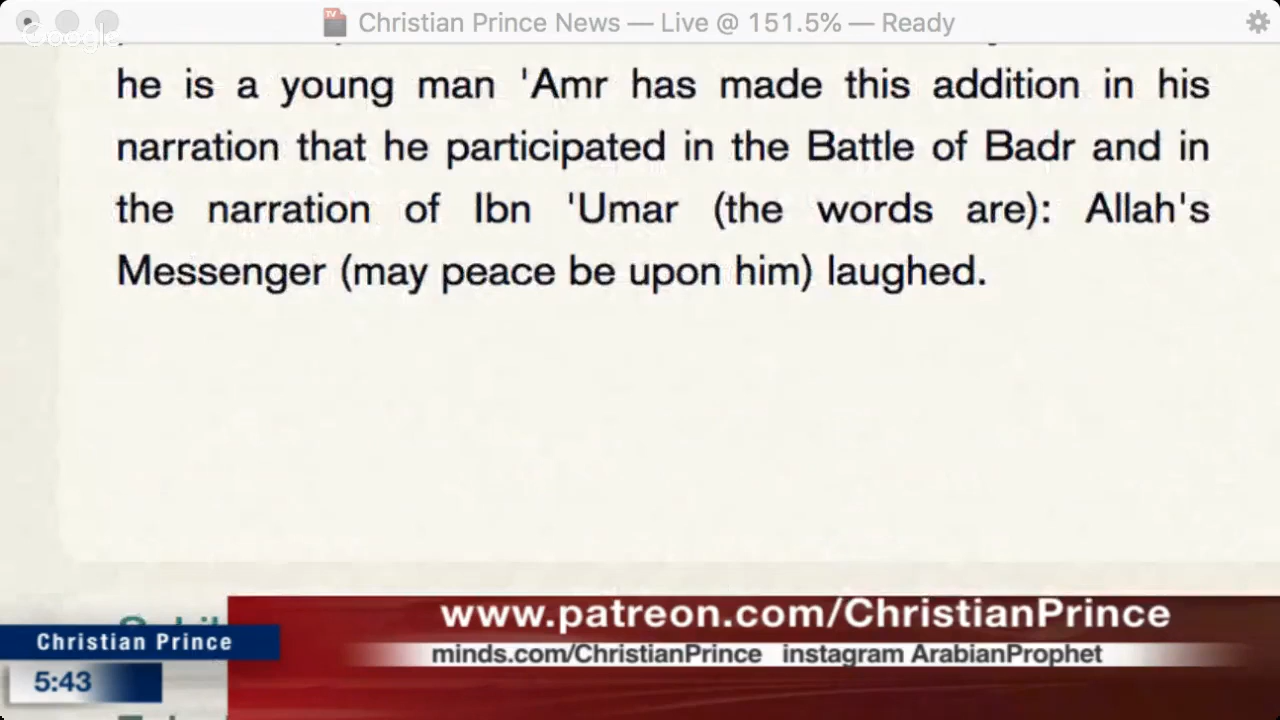 Christian Prince News — Live @ 151.5% — Ready
Google
he is a young man 'Amr has made this addition in his
narration that he participated in the Battle of Badr and in
the narration of Ibn 'Umar (the words are): Allah's
Messenger (may peace be upon him) laughed.
www.patreon.com/ChristianPrince
Christian Prince
minds.com/ChristianPrince instagram ArabianProphet
5:43